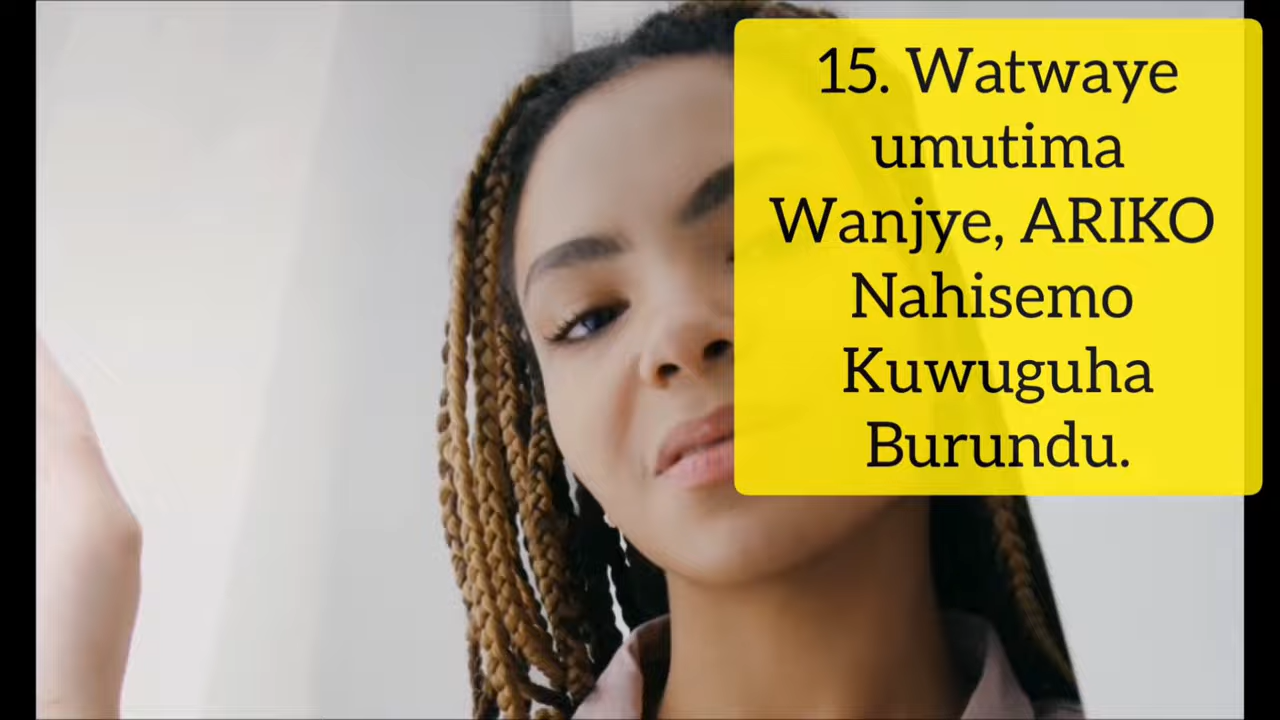 15. Watwaye
umutima
Wanjye, ARIKO
Nahisemo
Kuwuguha
Burundu.